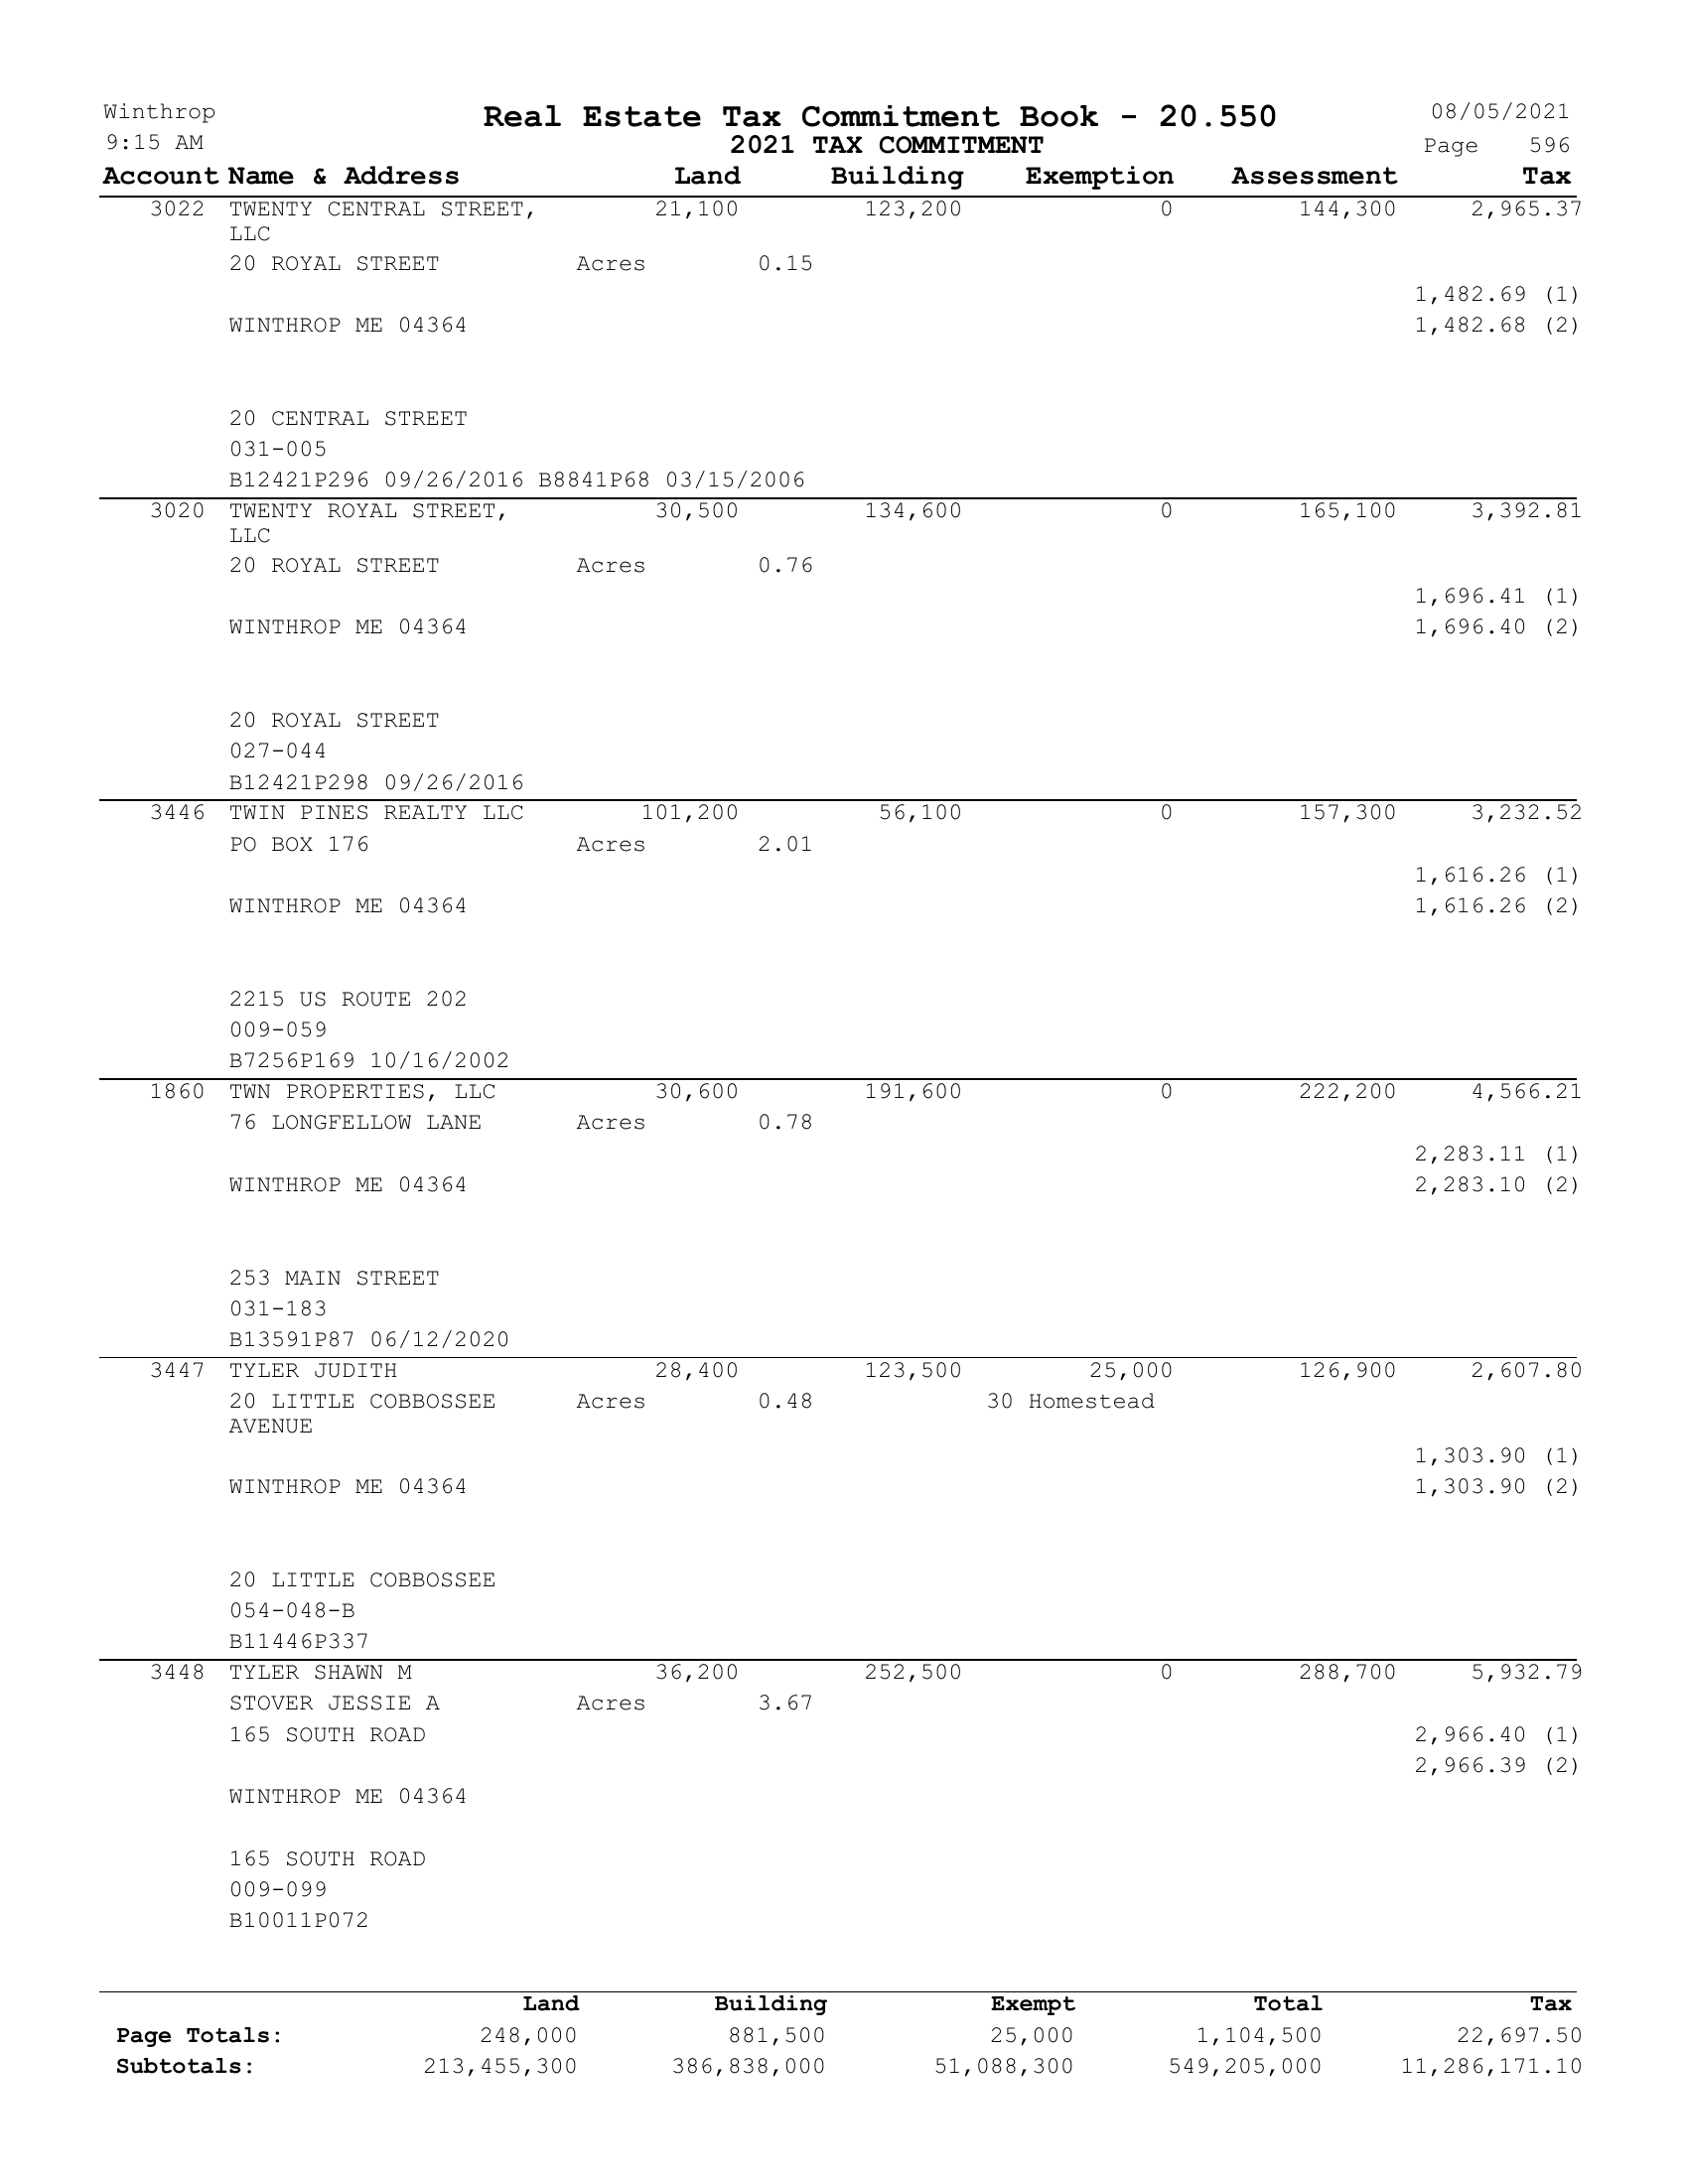 Winthrop Real Estate Tax Commitment Book - 20.550 08/05/2021
9:15 AM 2021 TAX COMMITMENT Page 596
Account Name & Address Land Building Exemption Assessment Tax
3022 TWENTY CENTRAL STREET, 21,100 123,200 0 144,300 2,965.37
LLC
20 ROYAL STREET Acres 0.15
1,482.69 (1)
WINTHROP ME 04364 1,482.68 (2)
20 CENTRAL STREET
031-005
B12421P296 09/26/2016 B8841P68 03/15/2006
3020 TWENTY ROYAL STREET, 30,500 134,600 0 165,100 3,392.81
LLC
20 ROYAL STREET Acres 0.76
1,696.41 (1)
WINTHROP ME 04364 1,696.40 (2)
20 ROYAL STREET
027-044
B12421P298 09/26/2016
3446 TWIN PINES REALTY LLC 101,200 56,100 0 157,300 3,232.52
PO BOX 176 Acres 2.01
1,616.26 (1)
WINTHROP ME 04364 1,616.26 (2)
2215 US ROUTE 202
009-059
B7256P169 10/16/2002
1860 TWN PROPERTIES, LLC 30,600 191,600 0 222,200 4,566.21
76 LONGFELLOW LANE Acres 0.78
2,283.11 (1)
WINTHROP ME 04364 2,283.10 (2)
253 MAIN STREET
031-183
B13591P87 06/12/2020
3447 TYLER JUDITH 28,400 123,500 25,000 126,900 2,607.80
20 LITTLE COBBOSSEE Acres 0.48 30 Homestead
AVENUE
1,303.90 (1)
WINTHROP ME 04364 1,303.90 (2)
20 LITTLE COBBOSSEE
054-048-B
B11446P337
3448 TYLER SHAWN M 36,200 252,500 0 288,700 5,932.79
STOVER JESSIE A Acres 3.67
165 SOUTH ROAD 2,966.40 (1)
2,966.39 (2)
WINTHROP ME 04364
165 SOUTH ROAD
009-099
B10011P072
Land Building Exempt Total Tax
Page Totals: 248,000 881,500 25,000 1,104,500 22,697.50
Subtotals: 213,455,300 386,838,000 51,088,300 549,205,000 11,286,171.10